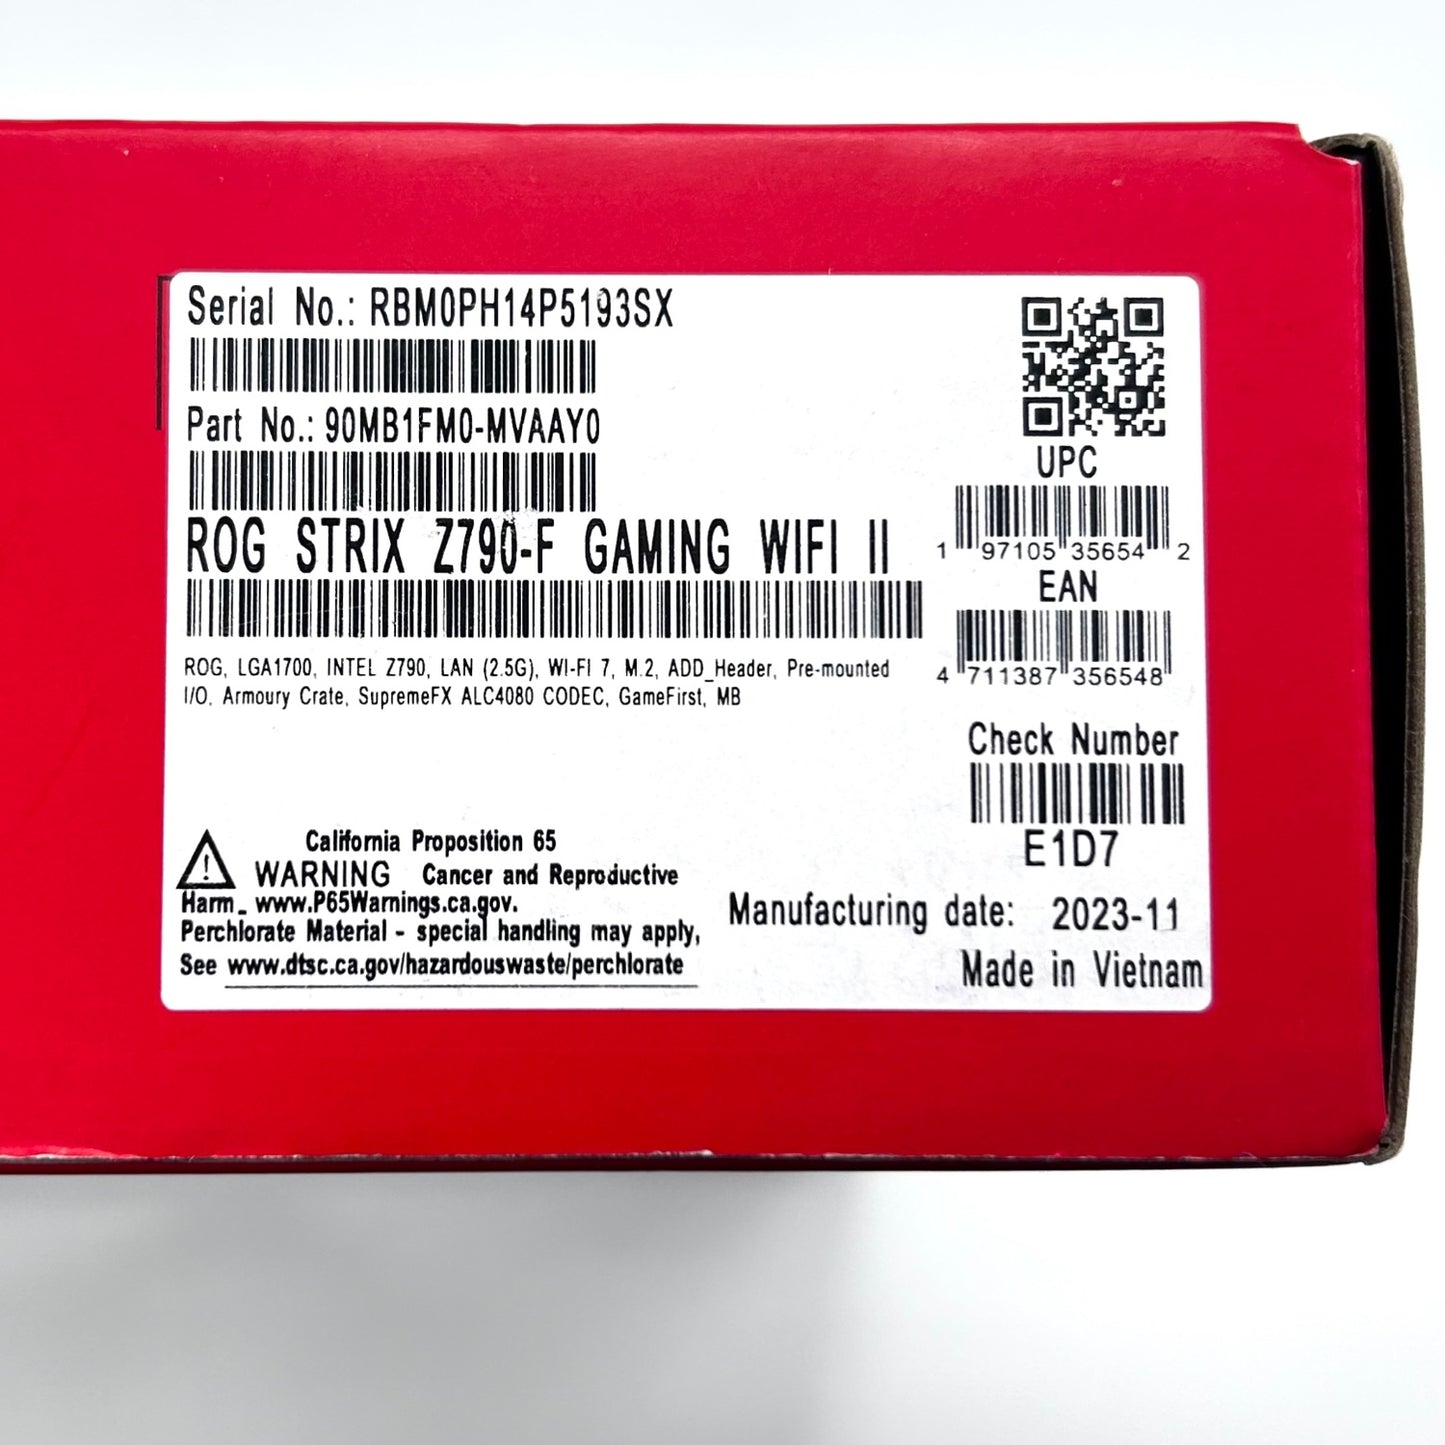 Serial No.: RBM0PH14P5193SX
Part No.: 90MB1FM0-MVAAY0
ROG STRIX Z790-F GAMING WIFI II
ROG, LGA1700, INTEL Z790, LAN (2.5G), WI-FI 7, M.2, ADD_Header, Pre-mounted
I/O, Armoury Crate, SupremeFX ALC4080 CODEC, GameFirst, MB
UPC
1 97105 35654 2
EAN
4 711387 356548
Check Number
E1D7
California Proposition 65
WARNING Cancer and Reproductive
Harm_ www.P65Warnings.ca.gov.
Perchlorate Material - special handling may apply,
See www.dtsc.ca.gov/hazardouswaste/perchlorate
Manufacturing date: 2023-11
Made in Vietnam